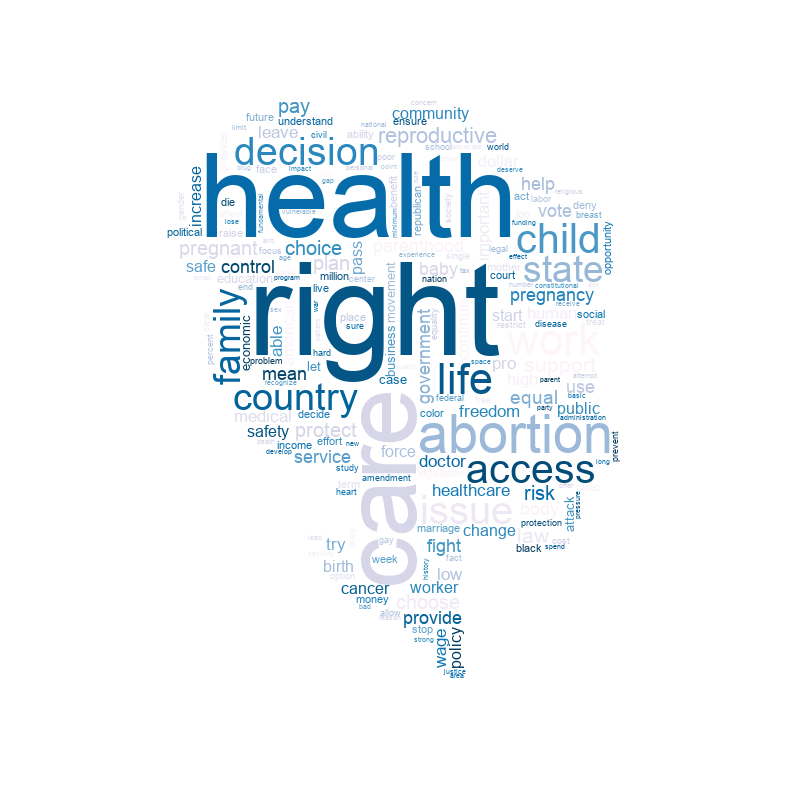 concern
pay
community
future
understand
ensure
limit
civil
national
ability
leave
reproductive
school
world
decision
face
poor
dollar
impact
personal
point
deserve
health
gap
increase
die
lose
fundamental
vulnerable
minimum
benefit
republican
society
important
help
act
labor
religious
vote
deny
breast
funding
political
raise
pregnant
focus
choice
pass
parenthood
single
legal
effect
child
opportunity
safe
control
age
plan
center
experience
baby
mother
court
state
education
program
million
nation
tax
number
constitutional
end
live
receive
right
pregnancy
sex
war
place
sure
movement
business
government
equality
start
human
social
restrict
disease
treat
percent
family
economic
able
work
problem
hard
let
mean
case
life
pro
space
parent
support
recognize
federal
high
use
attempt
basic
country
decide
color
freedom
equal
party
public
administration
medical
safety
protect
effort
new
force
abortion
prevent
income
develop
service
study
care
doctor
access
long
amendment
term
heart
healthcare
risk
issue
body
attack
pressure
marriage
change
law
protection
cost
try
gay
fight
black
spend
birth
week
history
fact
low
option
cancer
worker
money
choose
bad
allow
provide
stop
strong
wage
policy
justice
area